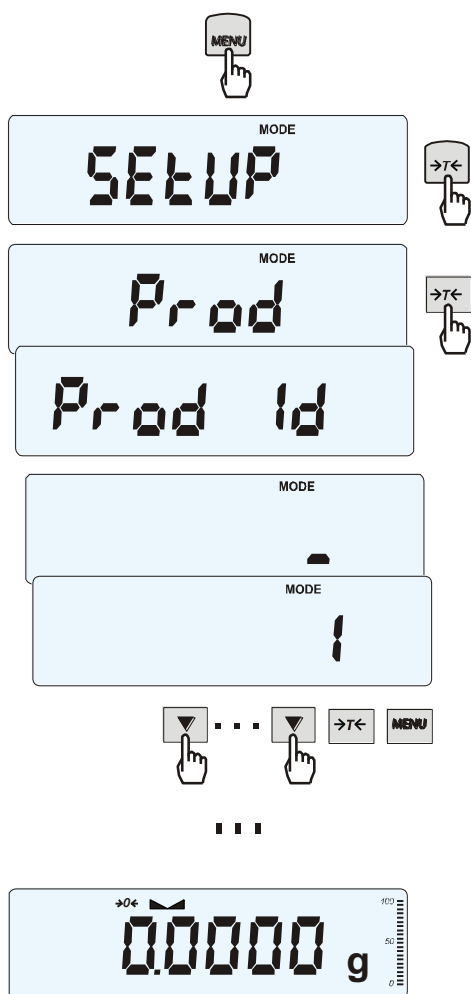 MENU
MODE
SEtUP
→T←
MODE
Prod
→T←
Prod Id
MODE
-
MODE
1
→T← MENU
→0←
0.0000 g
100
50
0